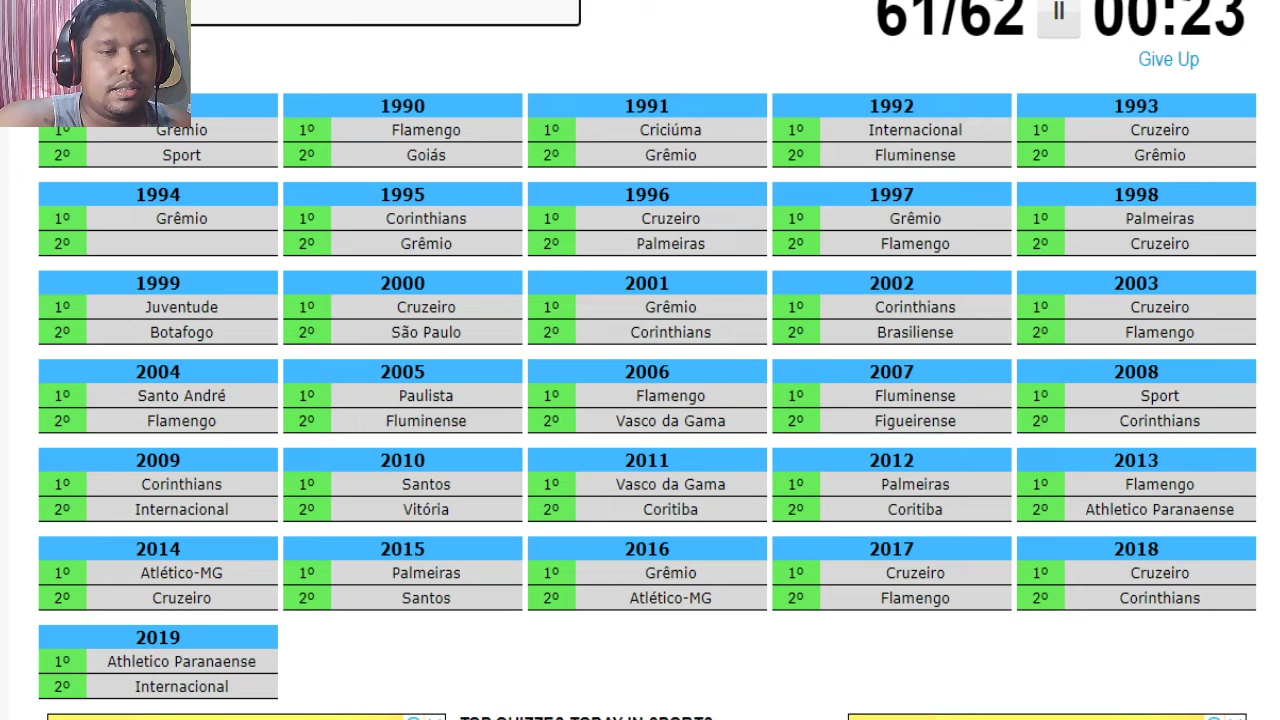 61/62 II 00:23
Give Up
1990 1991 1992 1993
1º Grêmio 1º Flamengo 1º Criciúma 1º Internacional 1º Cruzeiro
2º Sport 2º Goiás 2º Grêmio 2º Fluminense 2º Grêmio
1994 1995 1996 1997 1998
1º Grêmio 1º Corinthians 1º Cruzeiro 1º Grêmio 1º Palmeiras
2º 2º Grêmio 2º Palmeiras 2º Flamengo 2º Cruzeiro
1999 2000 2001 2002 2003
1º Juventude 1º Cruzeiro 1º Grêmio 1º Corinthians 1º Cruzeiro
2º Botafogo 2º São Paulo 2º Corinthians 2º Brasiliense 2º Flamengo
2004 2005 2006 2007 2008
1º Santo André 1º Paulista 1º Flamengo 1º Fluminense 1º Sport
2º Flamengo 2º Fluminense 2º Vasco da Gama 2º Figueirense 2º Corinthians
2009 2010 2011 2012 2013
1º Corinthians 1º Santos 1º Vasco da Gama 1º Palmeiras 1º Flamengo
2º Internacional 2º Vitória 2º Coritiba 2º Coritiba 2º Athletico Paranaense
2014 2015 2016 2017 2018
1º Atlético-MG 1º Palmeiras 1º Grêmio 1º Cruzeiro 1º Cruzeiro
2º Cruzeiro 2º Santos 2º Atlético-MG 2º Flamengo 2º Corinthians
2019
1º Athletico Paranaense
2º Internacional
TOP QUIZZES TODAY IN SPORTS